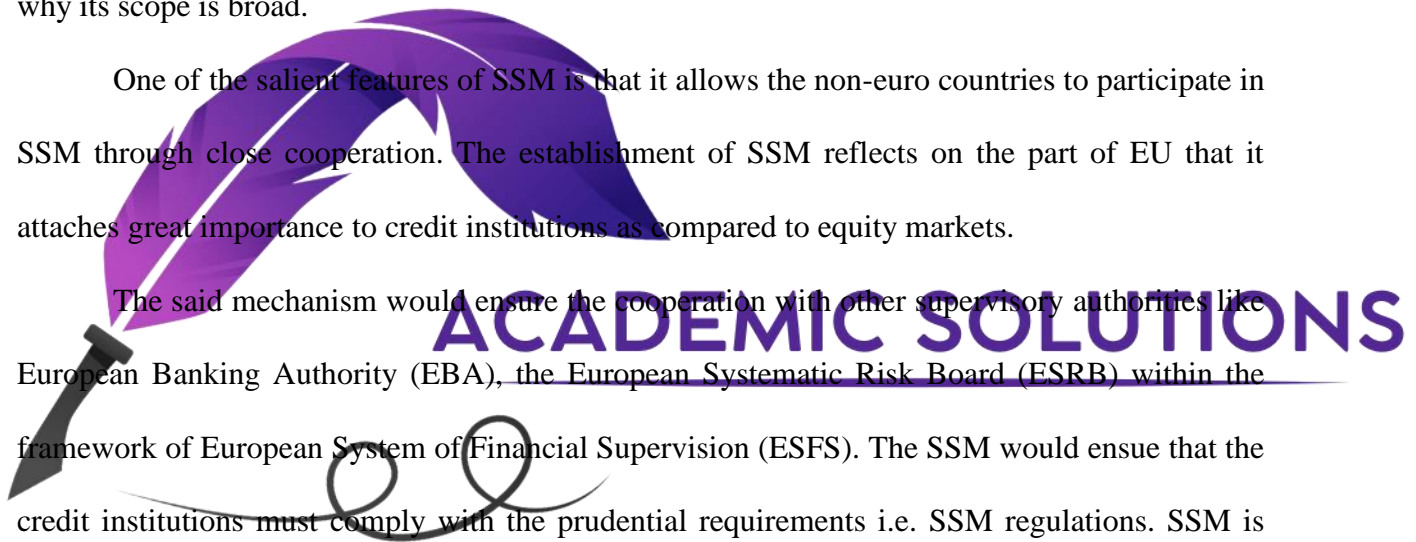 why its scope is broad.
One of the salient features of SSM is that it allows the non-euro countries to participate in
SSM through close cooperation. The establishment of SSM reflects on the part of EU that it
attaches great importance to credit institutions as compared to equity markets.
The said mechanism would ensure the cooperation with other supervisory authorities like
ACADEMIC SOLUTIONS
European Banking Authority (EBA), the European Systematic Risk Board (ESRB) within the
framework of European System of Financial Supervision (ESFS). The SSM would ensue that the
credit institutions must comply with the prudential requirements i.e. SSM regulations. SSM is